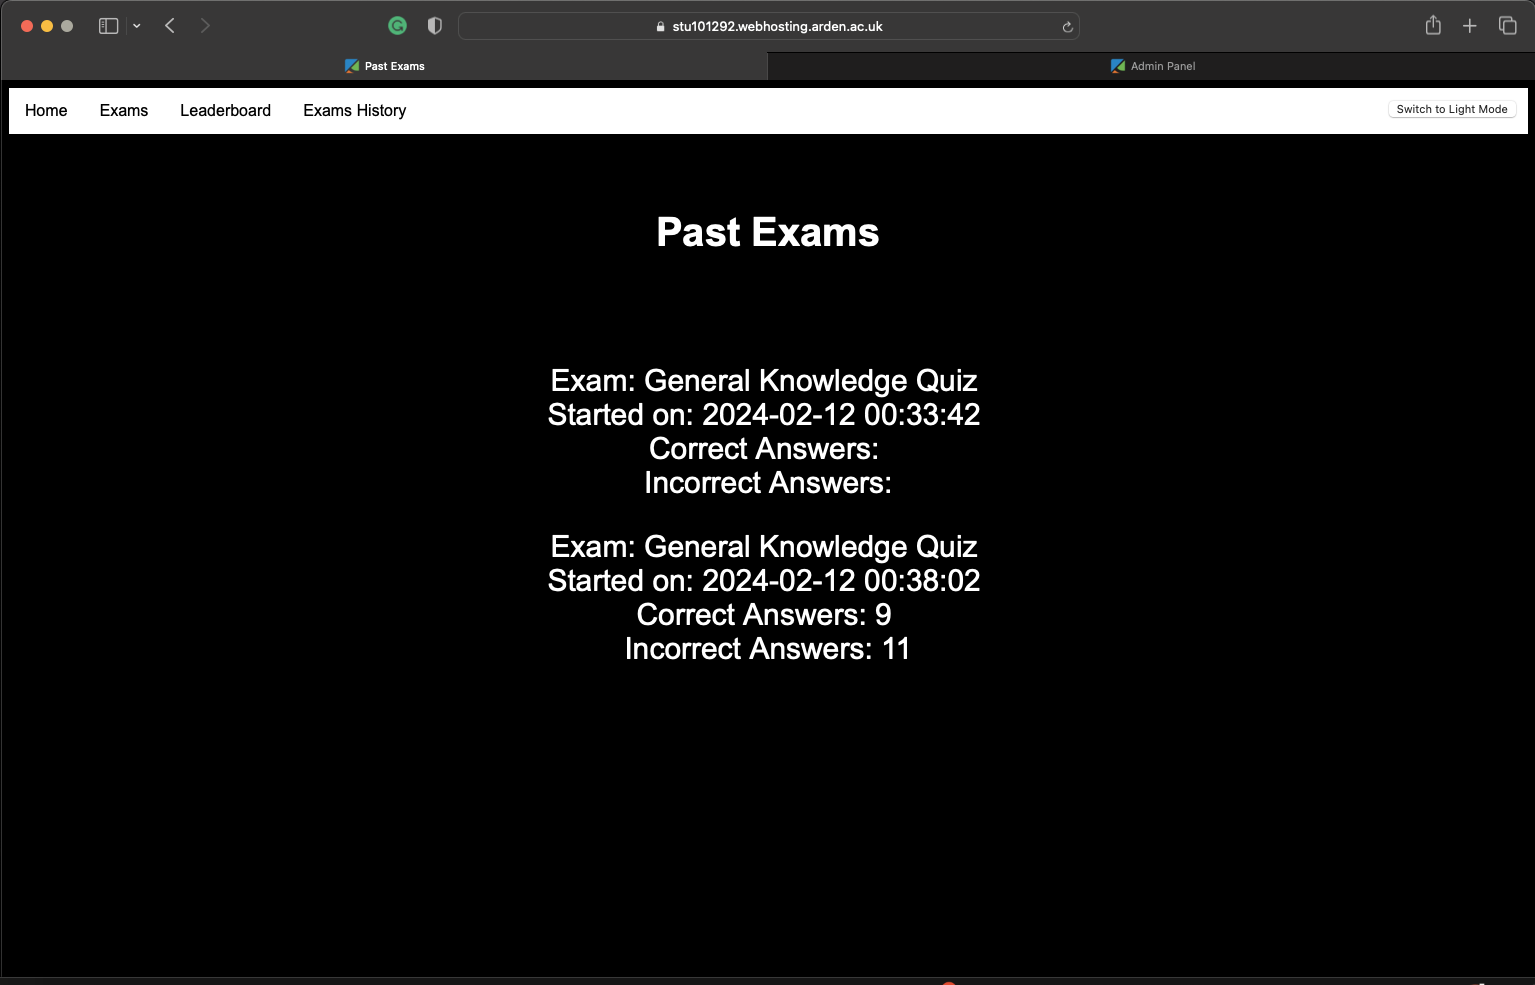 stu101292.webhosting.arden.ac.uk
Past Exams
Admin Panel
Home Exams Leaderboard Exams History
Switch to Light Mode
Past Exams
Exam: General Knowledge Quiz
Started on: 2024-02-12 00:33:42
Correct Answers:
Incorrect Answers:
Exam: General Knowledge Quiz
Started on: 2024-02-12 00:38:02
Correct Answers: 9
Incorrect Answers: 11